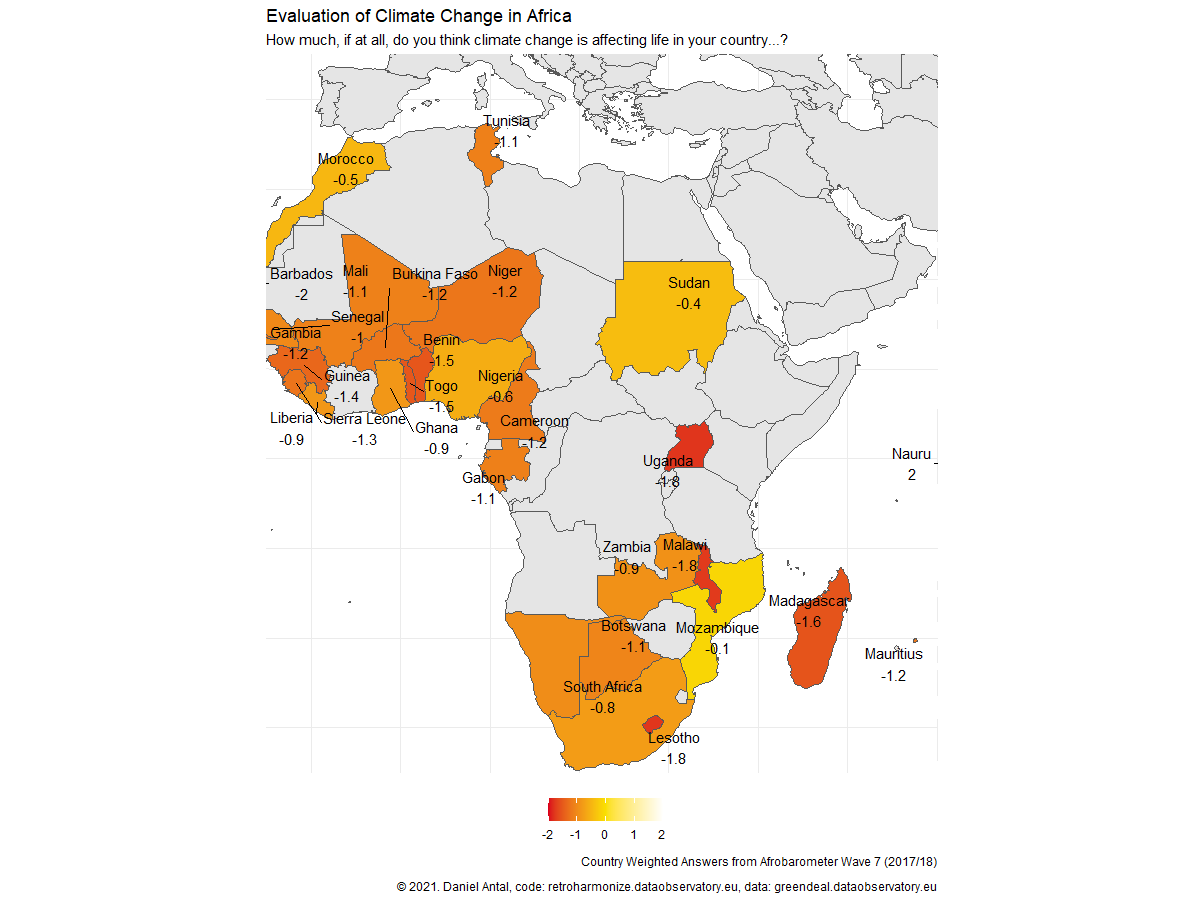 Evaluation of Climate Change in Africa
How much, if at all, do you think climate change is affecting life in your country...?
Tunisia
-1.1
Morocco
-0.5
Barbados
-2
Mali
-1.1
Burkina Faso
-1.2
Niger
-1.2
Sudan
-0.4
Senegal
-1
Gambia
-1.2
Benin
-1.5
Guinea
-1.4
Togo
-1.5
Nigeria
-0.6
Liberia
-0.9
Sierra Leone
-1.3
Ghana
-0.9
Cameroon
-1.2
Gabon
-1.1
Uganda
-1.8
Nauru
2
Zambia
-0.9
Malawi
-1.8
Madagascar
-1.6
Botswana
-1.1
Mozambique
-0.1
Mauritius
-1.2
South Africa
-0.8
Lesotho
-1.8
-2 -1 0 1 2
Country Weighted Answers from Afrobarometer Wave 7 (2017/18)
© 2021. Daniel Antal, code: retroharmonize.dataobservatory.eu, data: greendeal.dataobservatory.eu